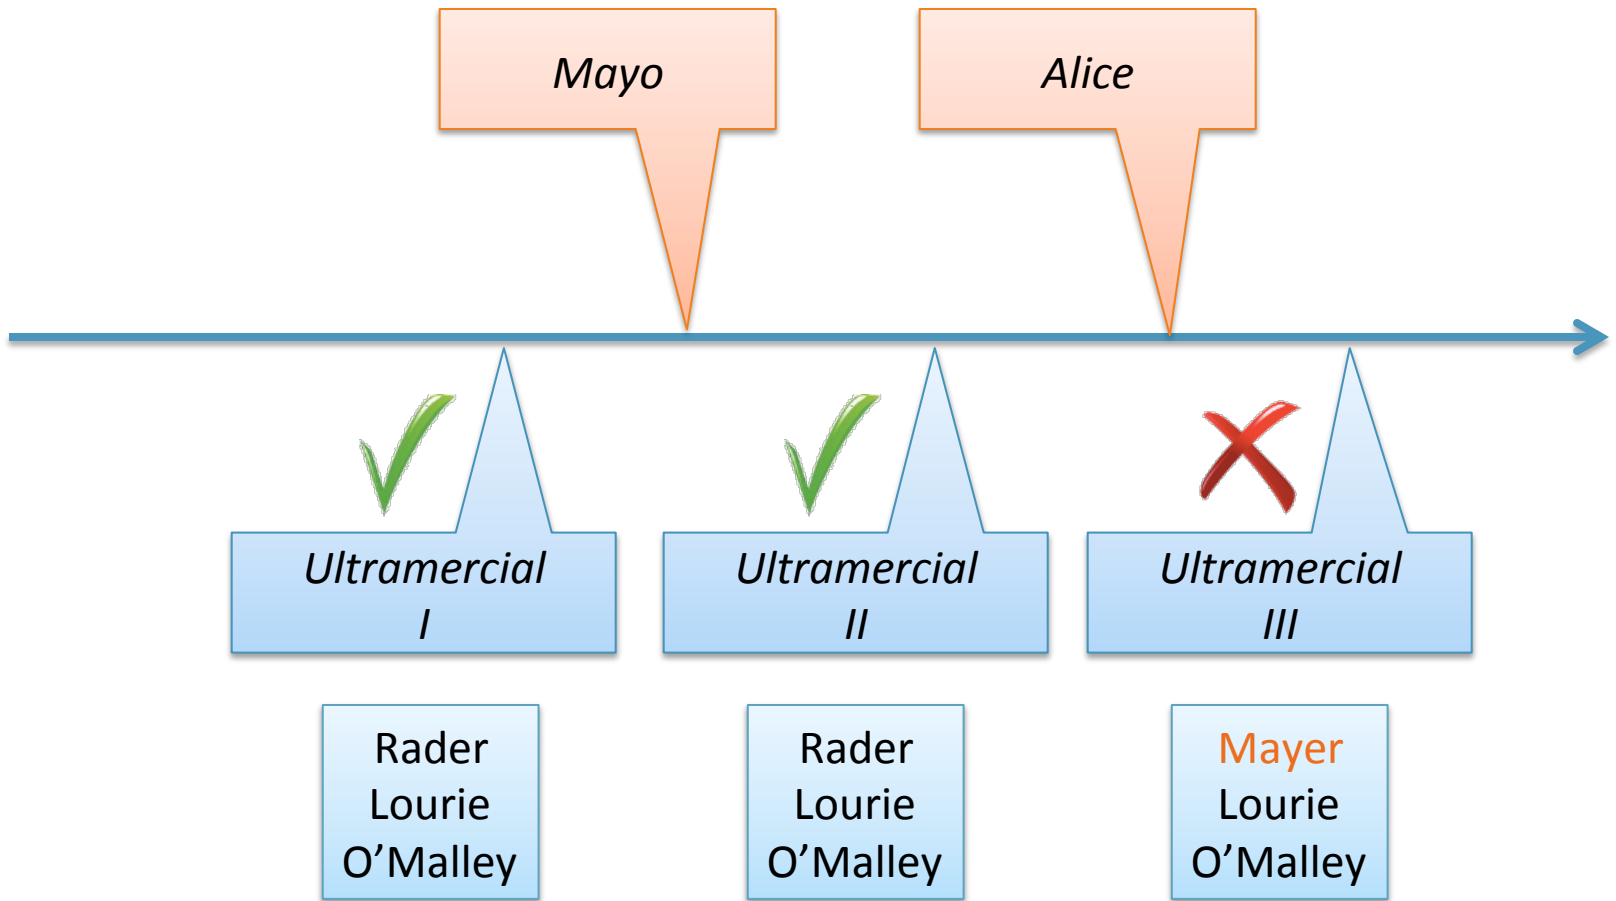 Mayo
Alice
Ultramercial
I
Ultramercial
II
Ultramercial
III
Rader
Lourie
O’Malley
Rader
Lourie
O’Malley
Mayer
Lourie
O’Malley